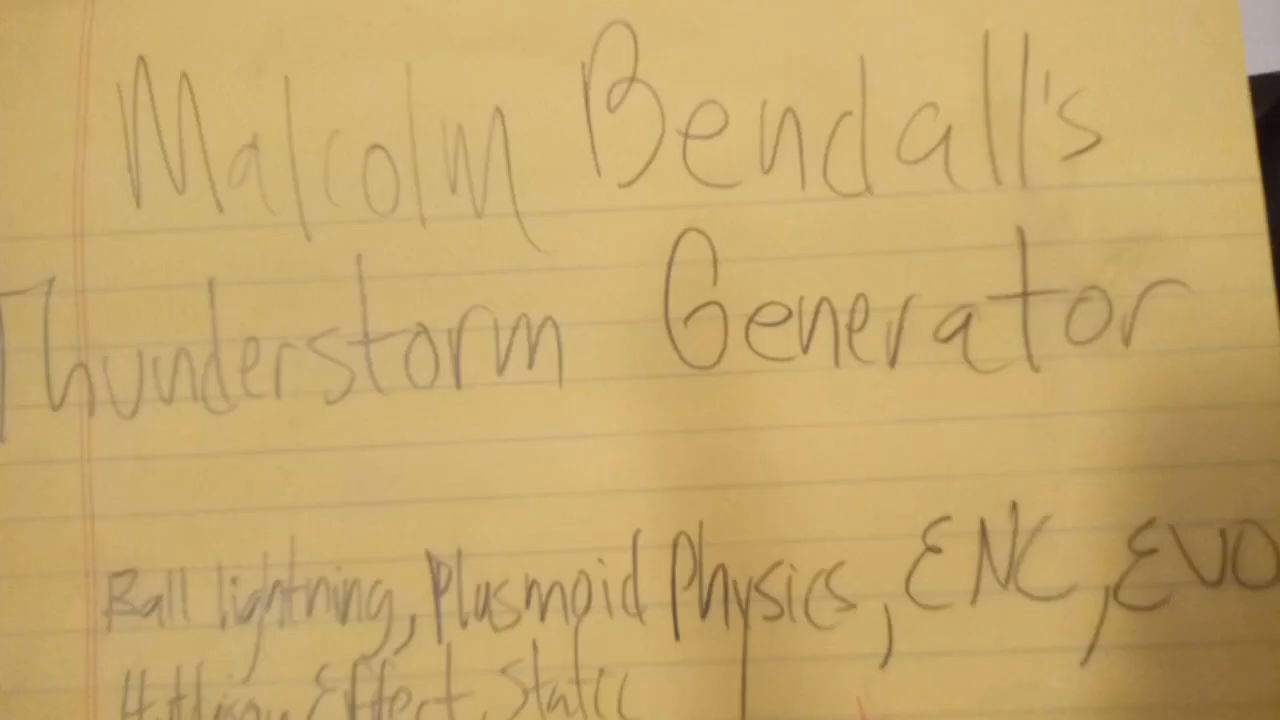 Malcolm Bendall's
Thunderstorm Generator
Ball lightning, Plasmoid Physics, ENC, EVO
Effect, Static